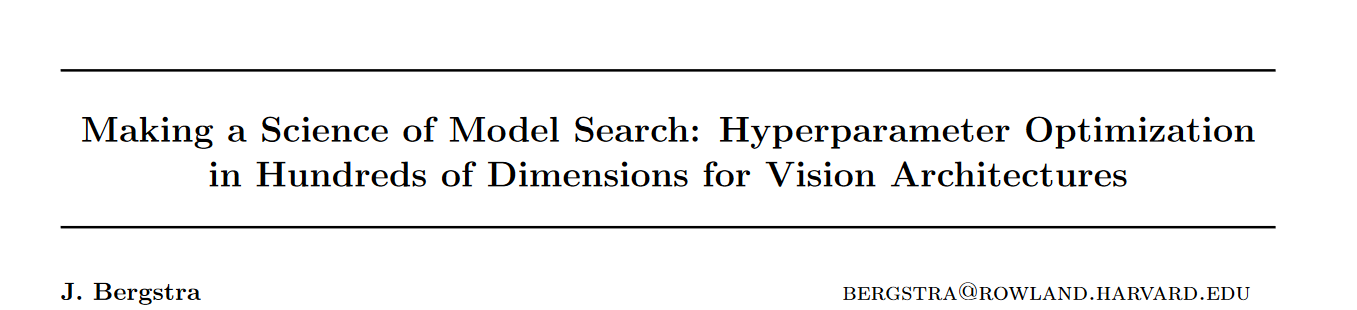 Making a Science of Model Search: Hyperparameter Optimization
in Hundreds of Dimensions for Vision Architectures
J. Bergstra BERGSTRA@ROWLAND.HARVARD.EDU